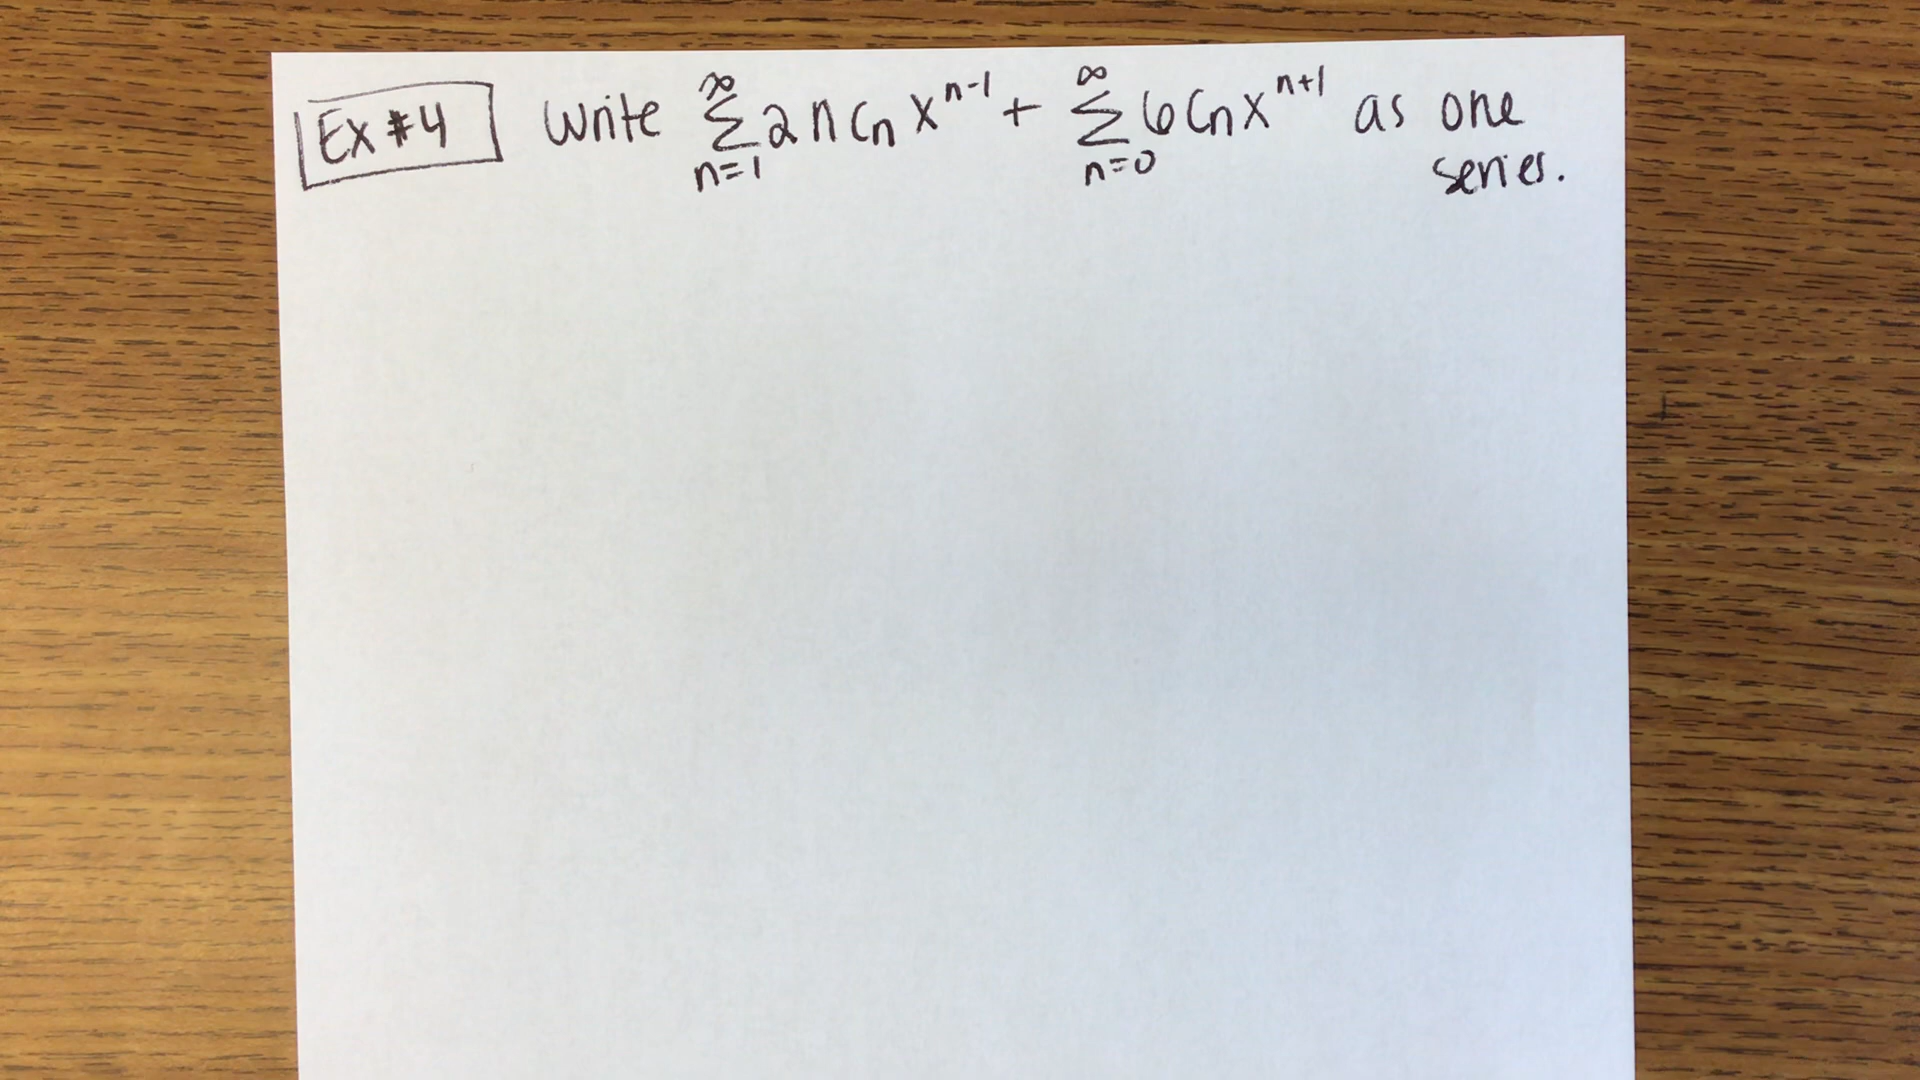 Ex #4 Write ∞∑n=1 2ncₙxⁿ⁻¹ + ∞∑n=0 6cₙxⁿ⁺¹ as one
series.